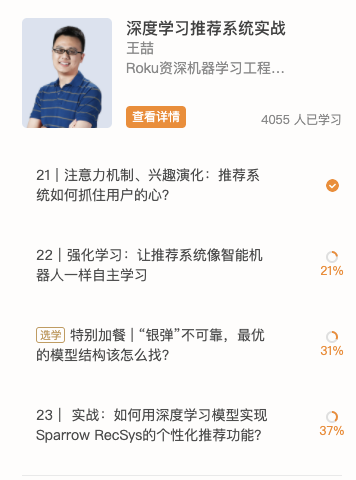 深度学习推荐系统实战
王喆
Roku资深机器学习工程…
查看详情
4055 人已学习
21 | 注意力机制、兴趣演化：推荐系
统如何抓住用户的心？
22 | 强化学习：让推荐系统像智能机
器人一样自主学习
21%
选学 特别加餐 | “银弹”不可靠，最优
的模型结构该怎么找？
31%
23 | 实战：如何用深度学习模型实现
Sparrow RecSys的个性化推荐功能？
37%